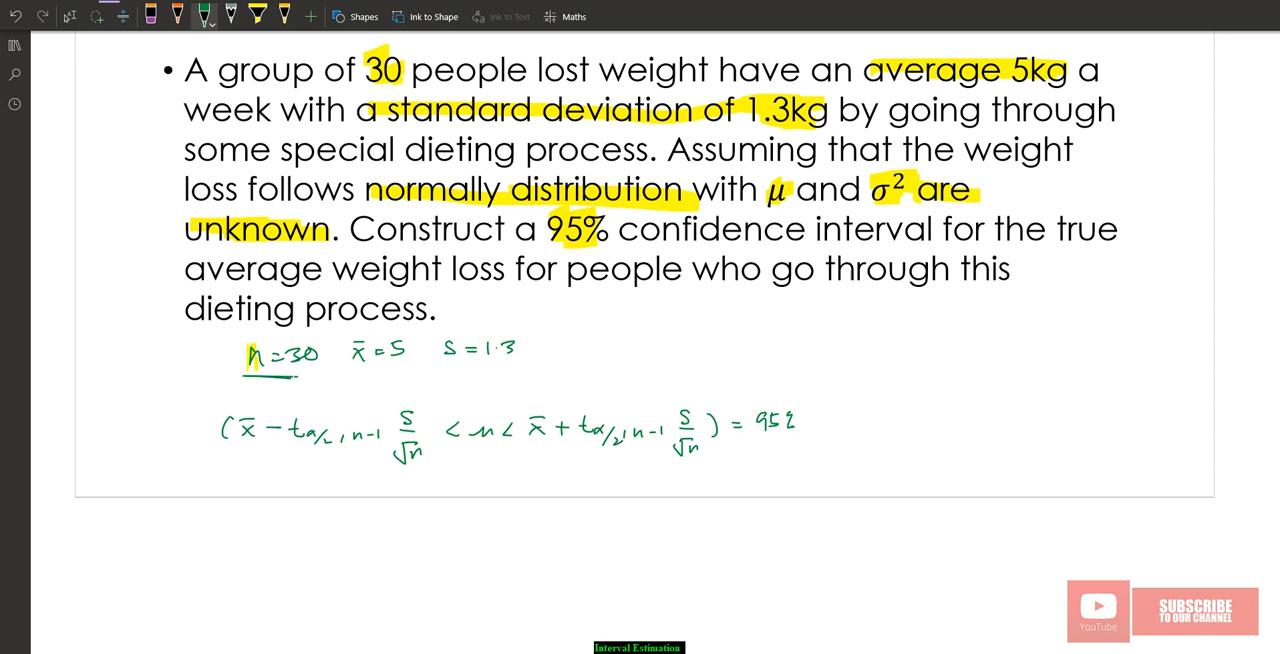 Shapes Ink to Shape Ink to Text Maths
• A group of 30 people lost weight have an average 5kg a
week with a standard deviation of 1.3kg by going through
some special dieting process. Assuming that the weight
loss follows normally distribution with μ and σ² are
unknown. Construct a 95% confidence interval for the true
average weight loss for people who go through this
dieting process.
n = 30 x̄ = 5 S = 1.3
(x̄ − tα/2, n−1 S/√n < μ < x̄ + tα/2, n−1 S/√n) = 95%
YouTube
SUBSCRIBE
TO OUR CHANNEL
Interval Estimation